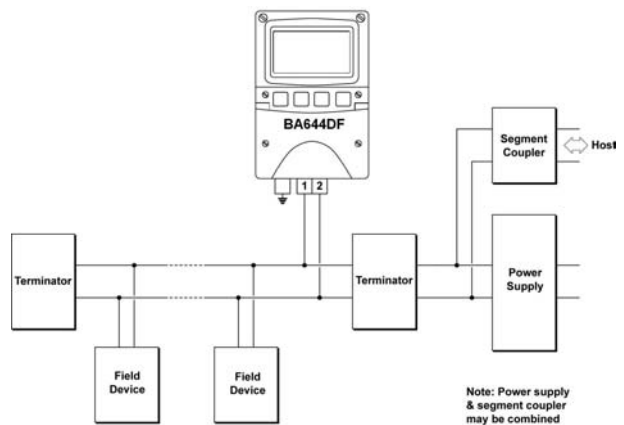 BA644DF
1 2
Segment
Coupler
Host
Terminator
Terminator
Power
Supply
Field
Device
Field
Device
Note: Power supply
& segment coupler
may be combined